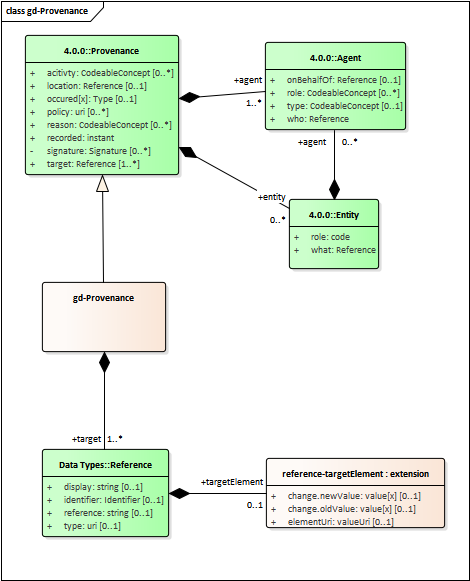 class gd-Provenance
4.0.0::Provenance
+ acitivty: CodeableConcept [0..*]
+ location: Reference [0..1]
+ occured[x]: Type [0..1]
+ policy: uri [0..*]
+ reason: CodeableConcept [0..*]
+ recorded: instant
- signature: Signature [0..*]
+ target: Reference [1..*]
+agent
1..*
4.0.0::Agent
+ onBehalfOf: Reference [0..1]
+ role: CodeableConcept [0..*]
+ type: CodeableConcept [0..1]
+ who: Reference
+agent 0..*
+entity
0..*
4.0.0::Entity
+ role: code
+ what: Reference
gd-Provenance
+target 1..*
Data Types::Reference
+ display: string [0..1]
+ identifier: Identifier [0..1]
+ reference: string [0..1]
+ type: uri [0..1]
+targetElement
0..1
reference-targetElement : extension
+ change.newValue: value[x] [0..1]
+ change.oldValue: value[x] [0..1]
+ elementUri: valueUri [0..1]